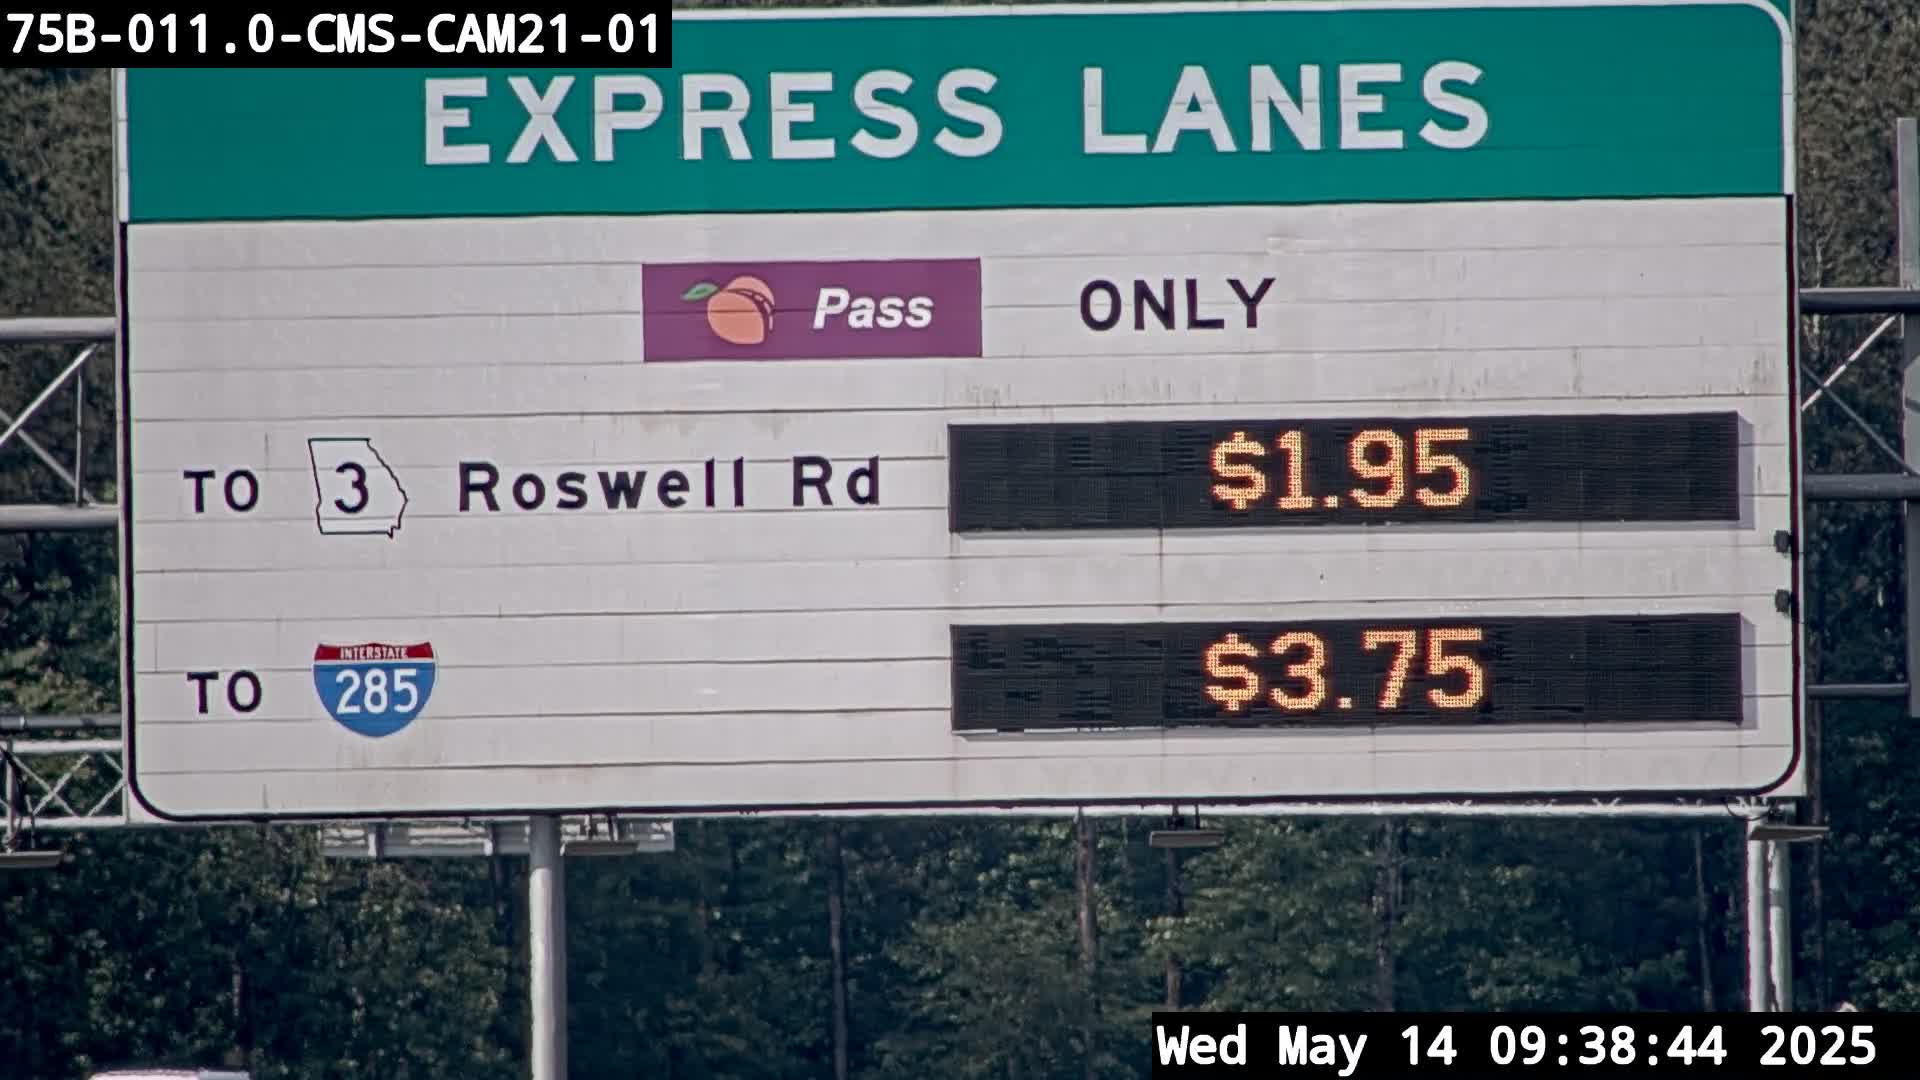 75B-011.0-CMS-CAM21-01
EXPRESS LANES
Pass ONLY
TO 3 Roswell Rd $1.95
TO INTERSTATE 285 $3.75
Wed May 14 09:38:44 2025